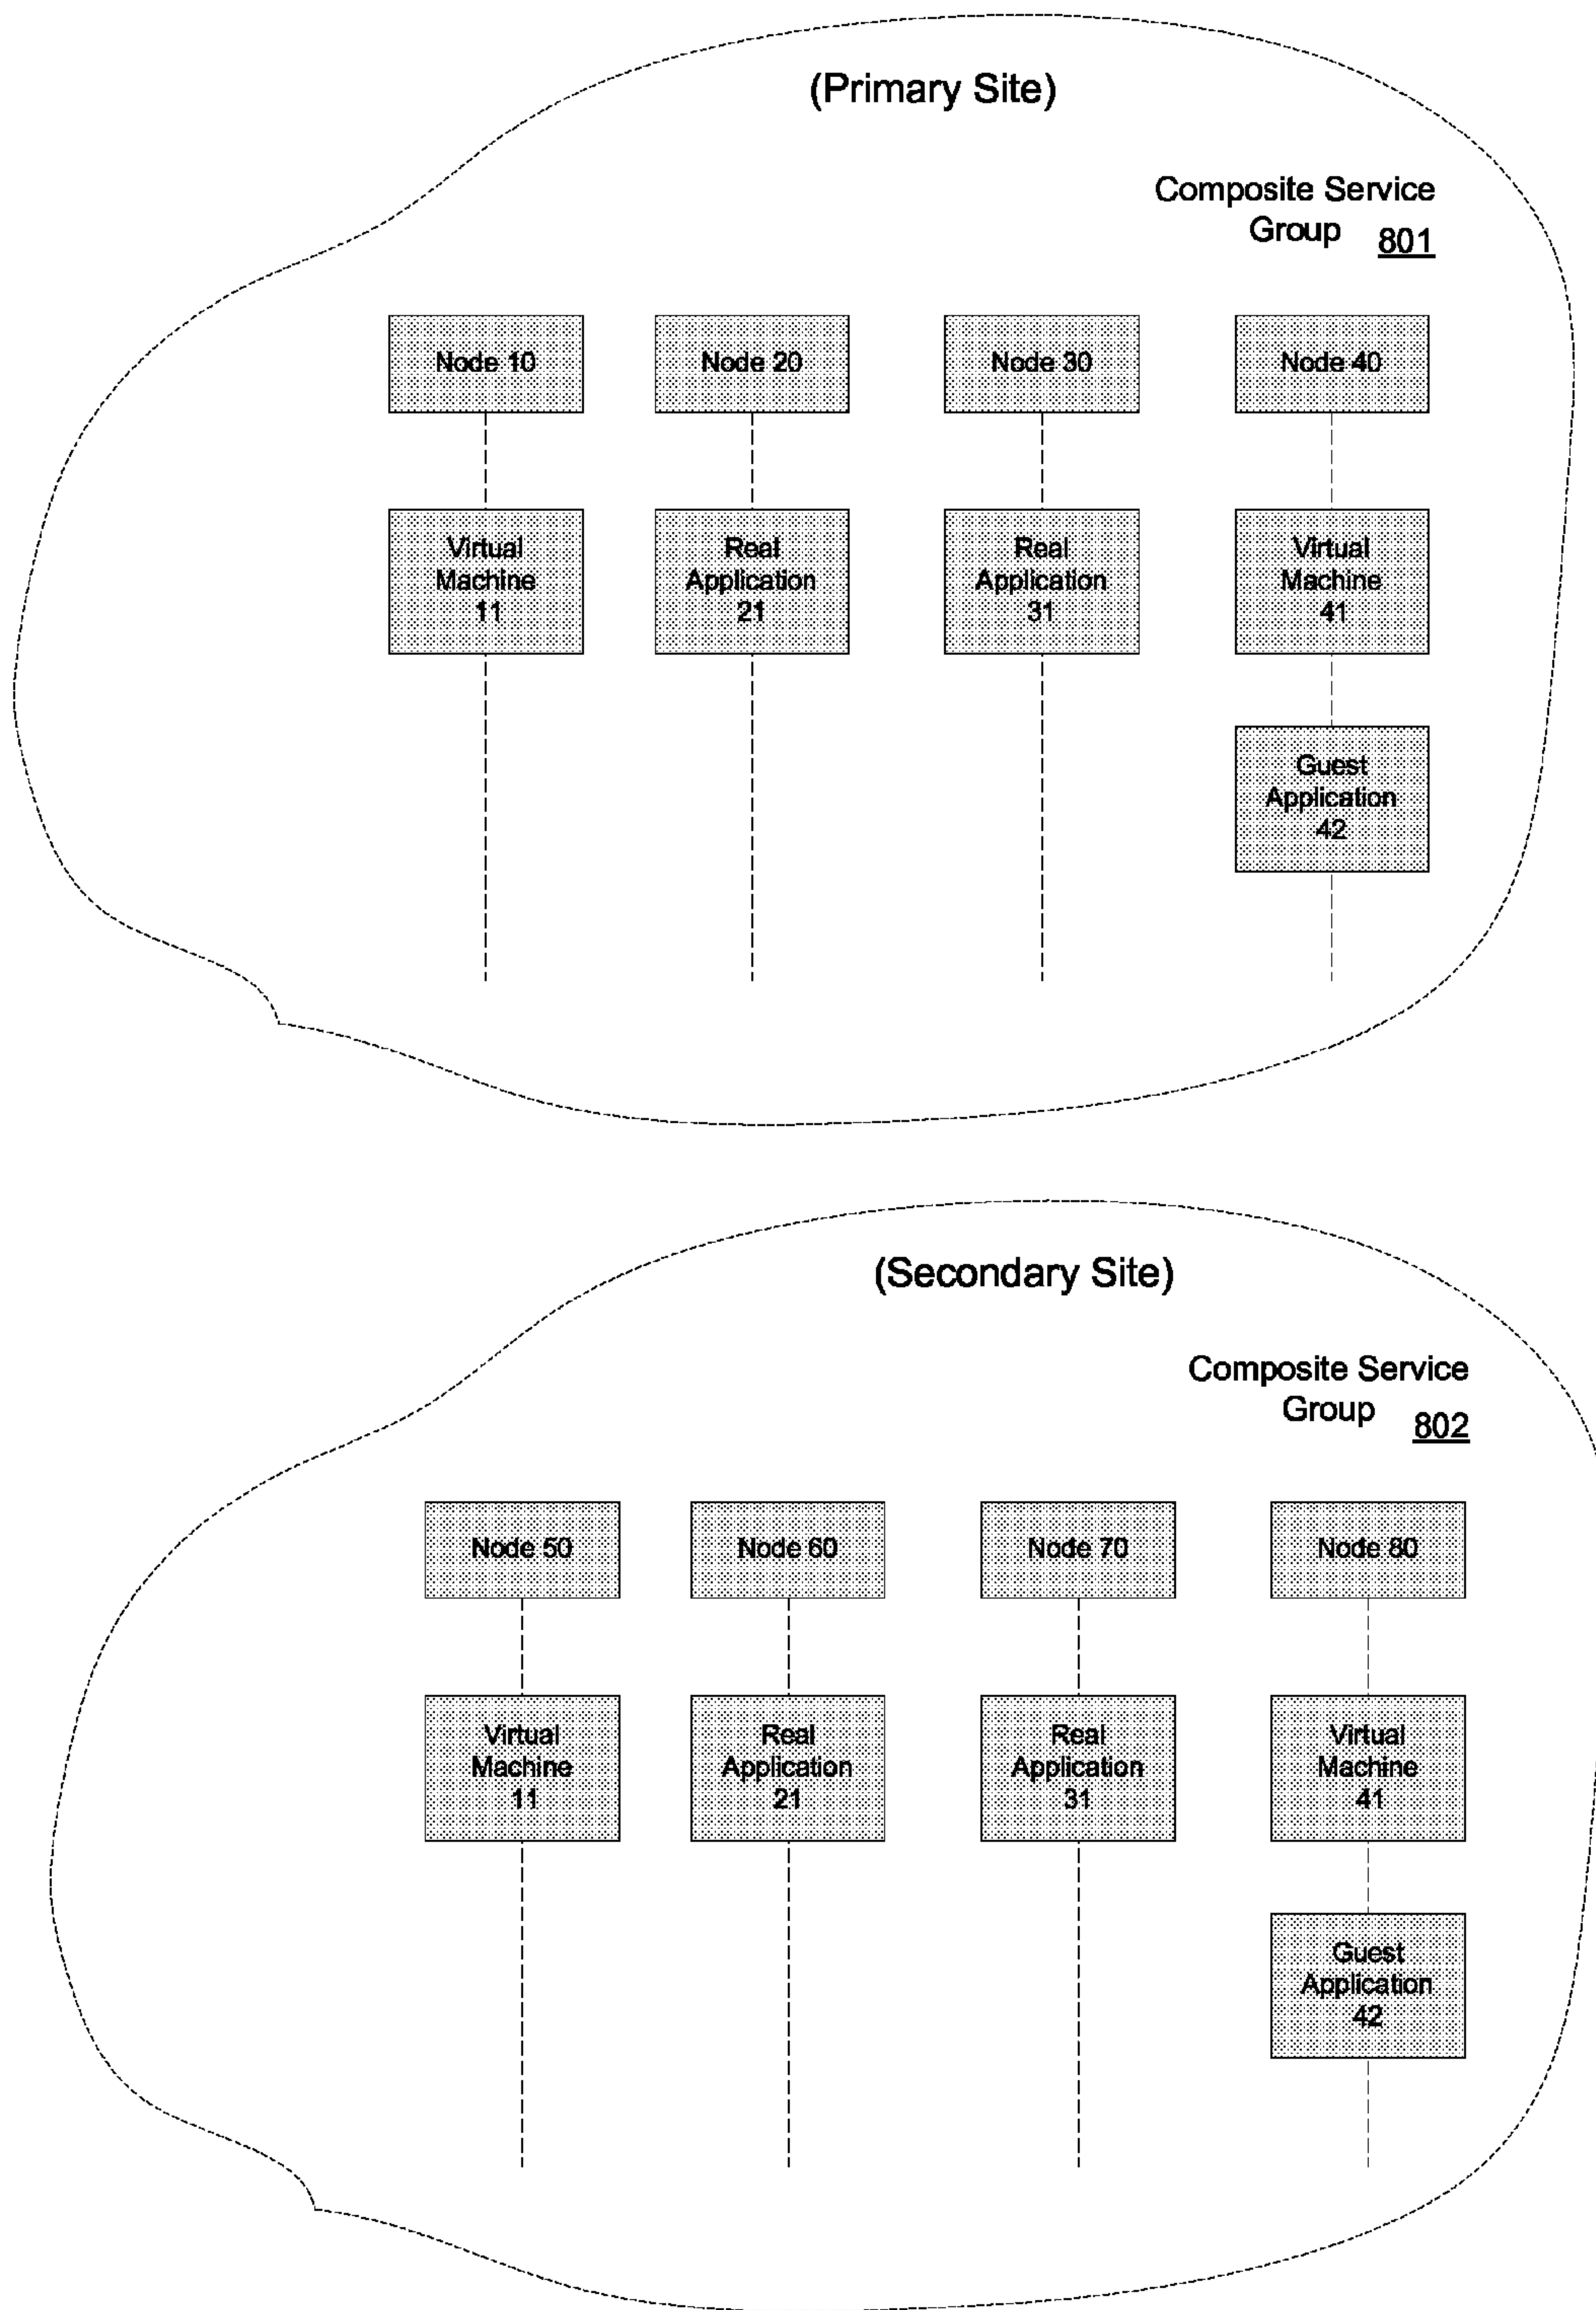 (Primary Site)
Composite Service
Group 801
Node 10
Node 20
Node 30
Node 40
Virtual
Machine
11
Real
Application
21
Real
Application
31
Virtual
Machine
41
Guest
Application
42
(Secondary Site)
Composite Service
Group 802
Node 50
Node 60
Node 70
Node 80
Virtual
Machine
11
Real
Application
21
Real
Application
31
Virtual
Machine
41
Guest
Application
42